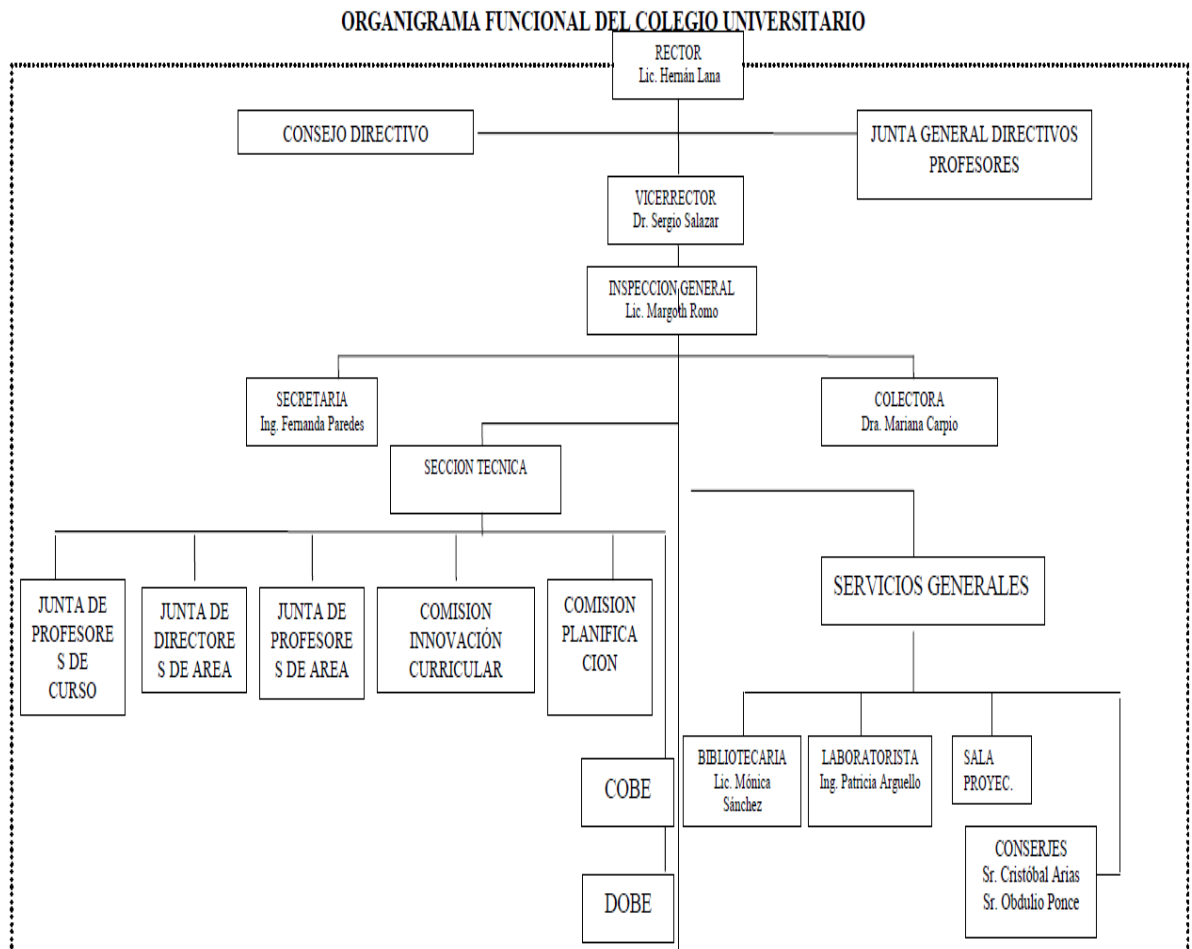 ORGANIGRAMA FUNCIONAL DEL COLEGIO UNIVERSITARIO
RECTOR
Lic. Hernán Lana
CONSEJO DIRECTIVO
JUNTA GENERAL DIRECTIVOS
PROFESORES
VICERRECTOR
Dr. Sergio Salazar
INSPECCION GENERAL
Lic. Margoth Romo
SECRETARIA
Ing. Fernanda Paredes
COLECTORA
Dra. Mariana Carpio
SECCION TECNICA
SERVICIOS GENERALES
JUNTA DE
PROFESORE
S DE
CURSO
JUNTA DE
DIRECTORE
S DE AREA
JUNTA DE
PROFESORE
S DE AREA
COMISION
INNOVACIÓN
CURRICULAR
COMISION
PLANIFICA
CION
BIBLIOTECARIA
Lic. Mónica
Sánchez
LABORATORISTA
Ing. Patricia Arguello
SALA
PROYEC.
COBE
CONSERJES
Sr. Cristóbal Arias
Sr. Obdulio Ponce
DOBE